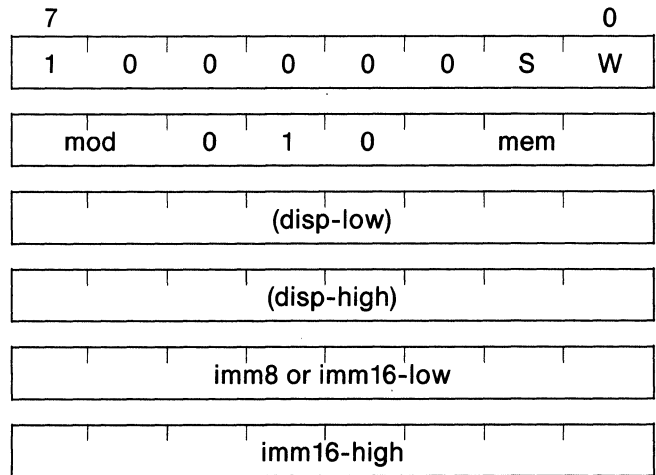 7 0
1 0 0 0 0 0 S W
mod 0 1 0 mem
(disp-low)
(disp-high)
imm8 or imm16-low
imm16-high